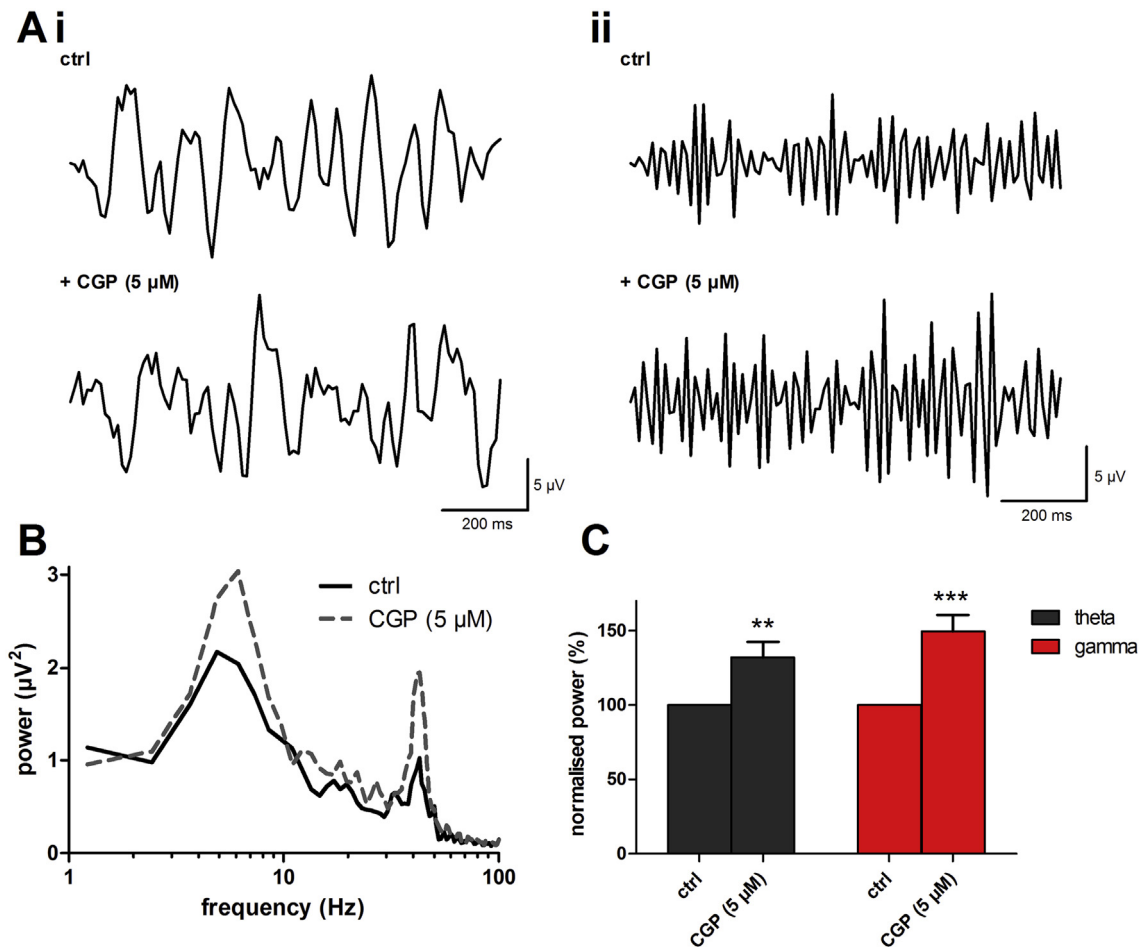 A i
ctrl
+ CGP (5 µM)
5 µV
200 ms
ii
ctrl
+ CGP (5 µM)
5 µV
200 ms
B
ctrl
CGP (5 µM)
power (µV²)
3
2
1
0
1
10
100
frequency (Hz)
C
** 
***
theta
gamma
normalised power (%)
150
100
50
0
ctrl
CGP (5 µM)
ctrl
CGP (5 µM)